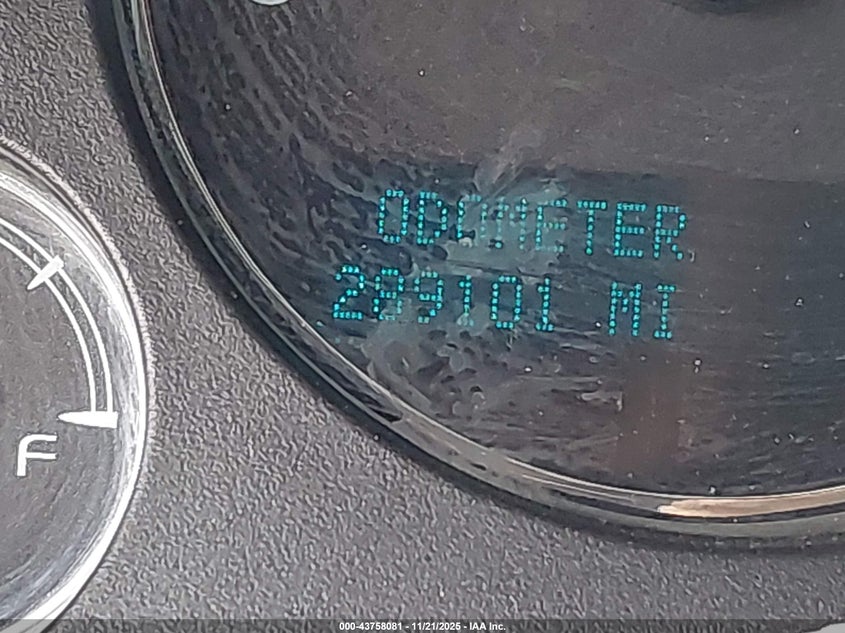 ODOMETER
289101 MI
F
000-43758081 - 11/21/2025 - IAA Inc.